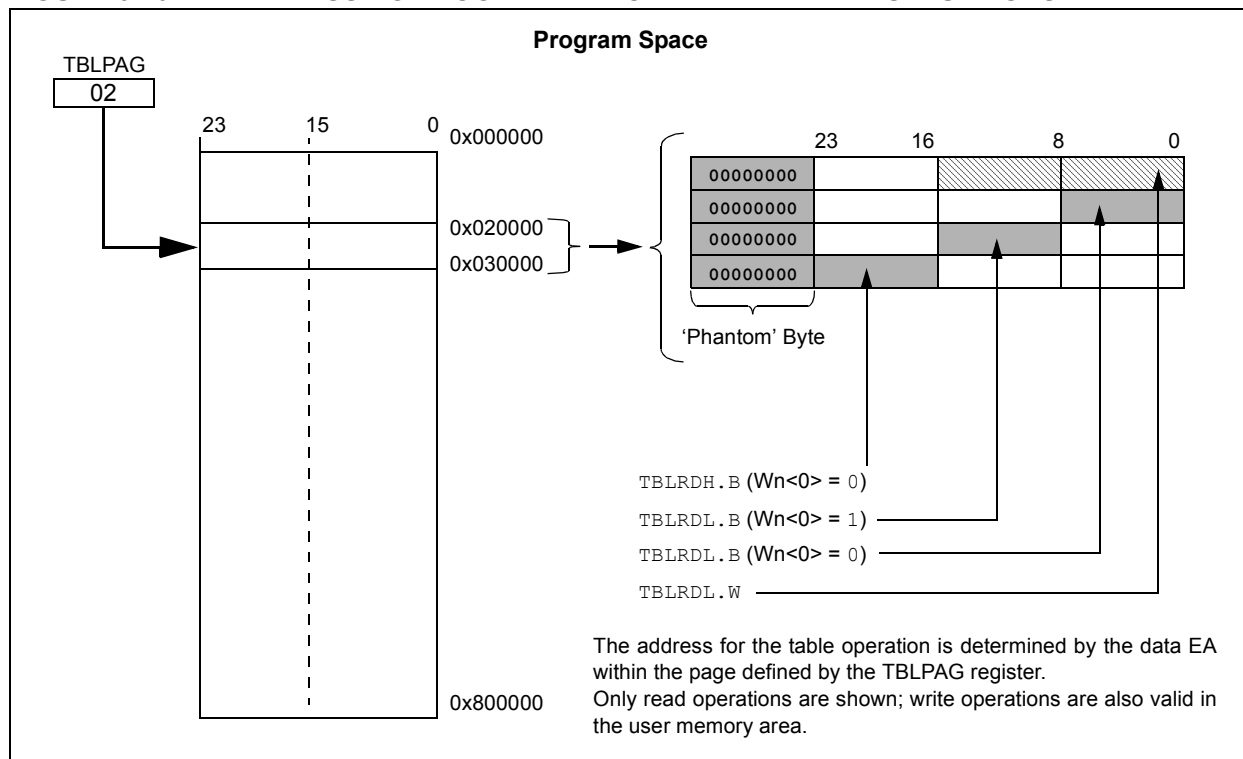 Program Space
TBLPAG
02
23 15 0
0x000000
0x020000
0x030000
0x800000
23 16 8 0
00000000
00000000
00000000
00000000
‘Phantom’ Byte
TBLRDH.B (Wn<0> = 0)
TBLRDL.B (Wn<0> = 1)
TBLRDL.B (Wn<0> = 0)
TBLRDL.W
The address for the table operation is determined by the data EA
within the page defined by the TBLPAG register.
Only read operations are shown; write operations are also valid in
the user memory area.